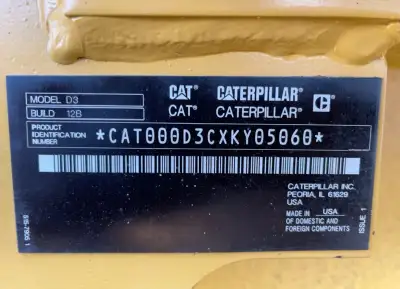 CAT CATERPILLAR
MODEL D3
CAT® CATERPILLAR®
BUILD 12B
PRODUCT
IDENTIFICATION
NUMBER
*CAT000D3CXKY05060*
CATERPILLAR INC.
PEORIA, IL 61629
USA
MADE IN USA
OF DOMESTIC AND
FOREIGN COMPONENTS
ISSUE 1